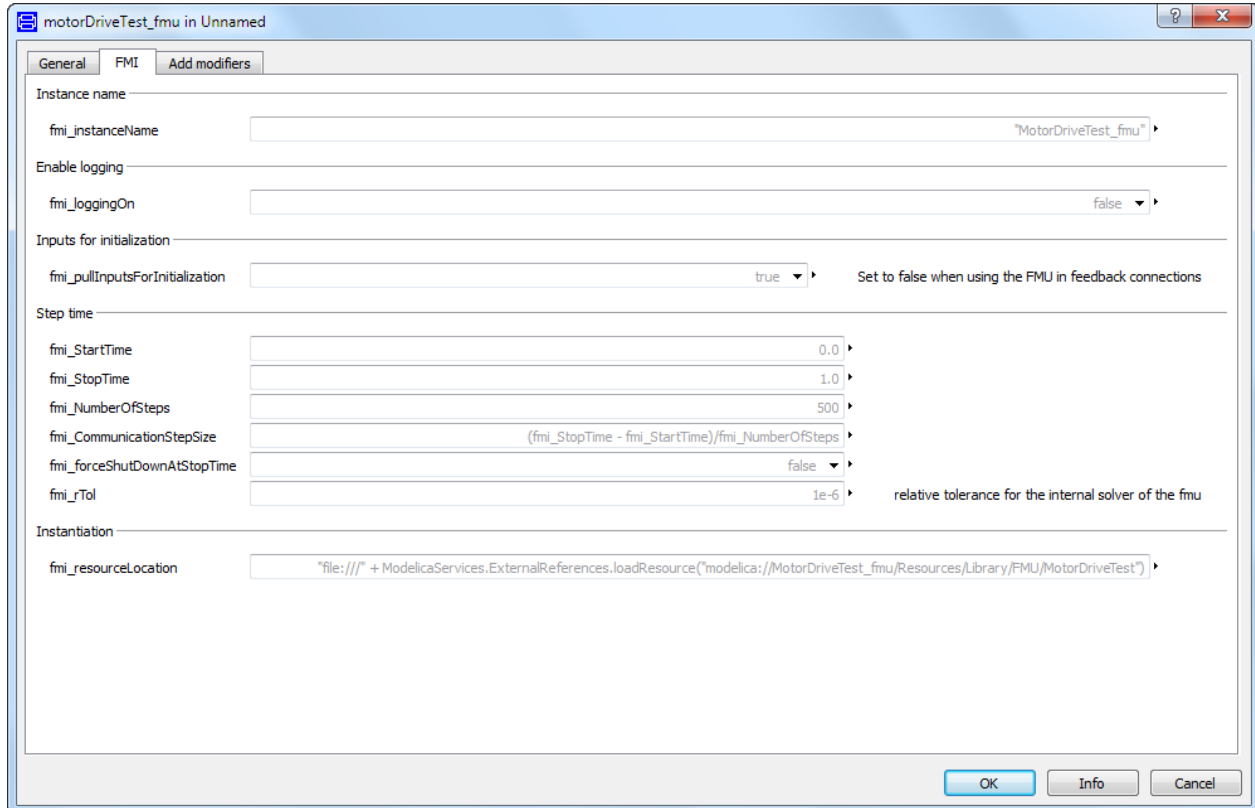 motorDriveTest_fmu in Unnamed
General FMI Add modifiers
Instance name
fmi_instanceName "MotorDriveTest_fmu"
Enable logging
fmi_loggingOn false
Inputs for initialization
fmi_pullInputsForInitialization true Set to false when using the FMU in feedback connections
Step time
fmi_StartTime 0.0
fmi_StopTime 1.0
fmi_NumberOfSteps 500
fmi_CommunicationStepSize (fmi_StopTime - fmi_StartTime)/fmi_NumberOfSteps
fmi_forceShutDownAtStopTime false
fmi_rTol 1e-6 relative tolerance for the internal solver of the fmu
Instantiation
fmi_resourceLocation "file:///" + ModelicaServices.ExternalReferences.loadResource("modelica://MotorDriveTest_fmu/Resources/Library/FMU/MotorDriveTest")
OK Info Cancel